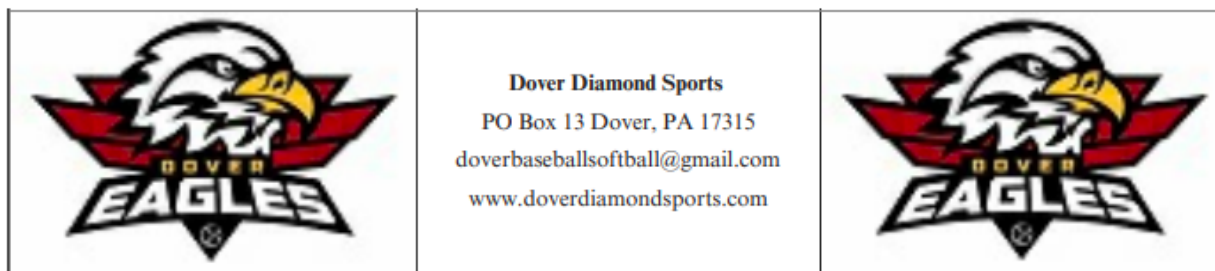 DOVER
EAGLES
Dover Diamond Sports
PO Box 13 Dover, PA 17315
doverbaseballsoftball@gmail.com
www.doverdiamondsports.com
DOVER
EAGLES